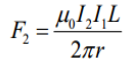 F₂ = μ₀I₂I₁L / 2πr